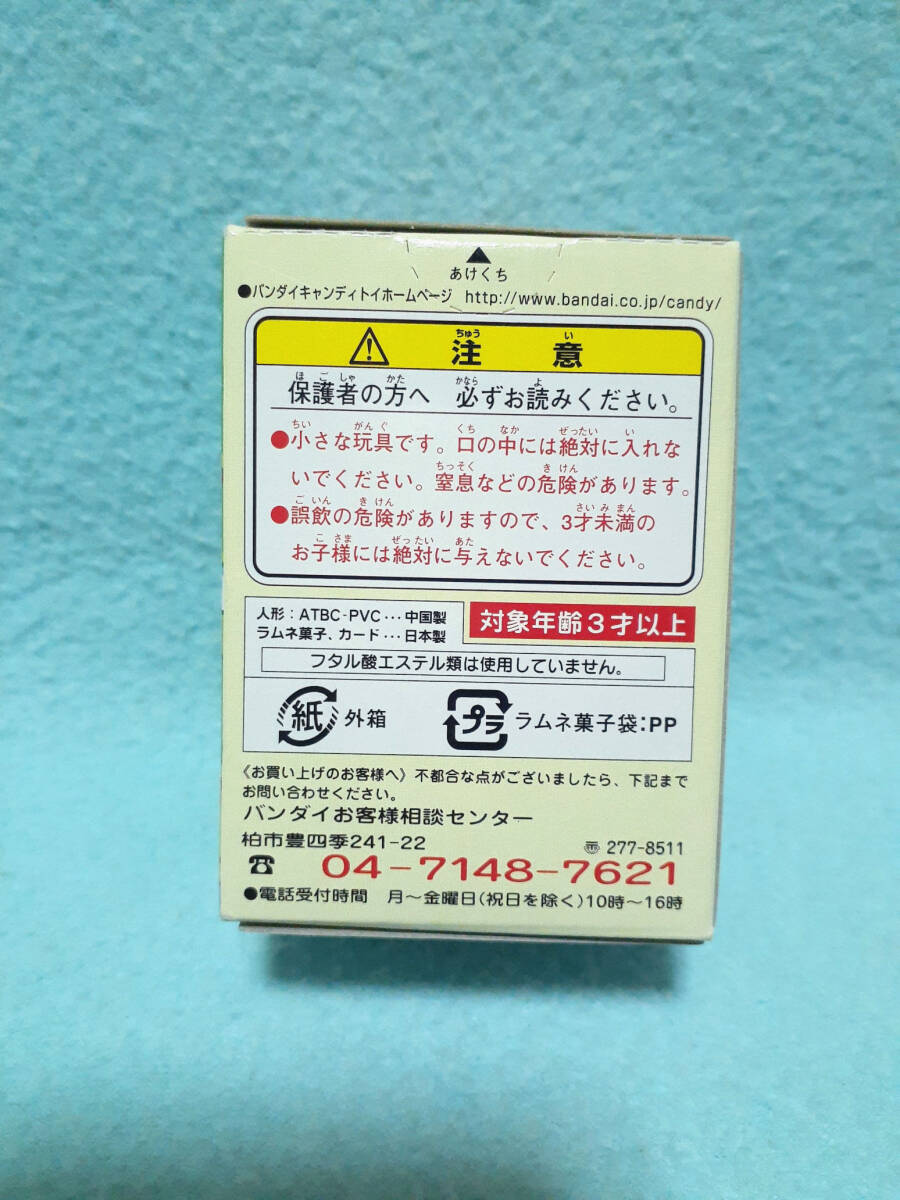 ▲
あけくち
●バンダイキャンディトイホームページ http://www.bandai.co.jp/candy/
注意
保護者の方へ 必ずお読みください。
●小さな玩具です。口の中には絶対に入れな
いでください。窒息などの危険があります。
●誤飲の危険がありますので、3才未満の
お子様には絶対に与えないでください。
人形：ATBC-PVC…中国製
ラムネ菓子、カード…日本製
対象年齢3才以上
フタル酸エステル類は使用していません。
紙 外箱
プラ ラムネ菓子袋：PP
《お買い上げのお客様へ》不都合な点がございましたら、下記まで
お問い合わせください。
バンダイお客様相談センター
柏市豊四季241-22 〠 277-8511
☎ 04-7148-7621
●電話受付時間 月〜金曜日(祝日を除く)10時〜16時